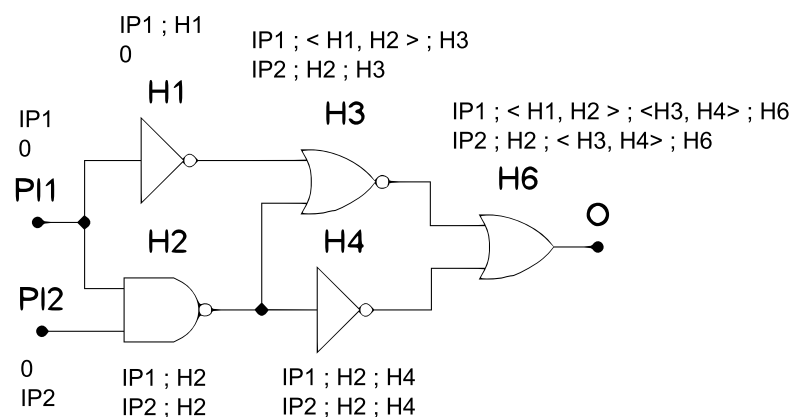 IP1 ; H1
0
IP1 ; < H1, H2 > ; H3
IP2 ; H2 ; H3
H1
H3
IP1 ; < H1, H2 > ; <H3, H4> ; H6
IP2 ; H2 ; < H3, H4> ; H6
IP1
0
PI1
H6
O
H2
H4
PI2
0
IP2
IP1 ; H2
IP2 ; H2
IP1 ; H2 ; H4
IP2 ; H2 ; H4